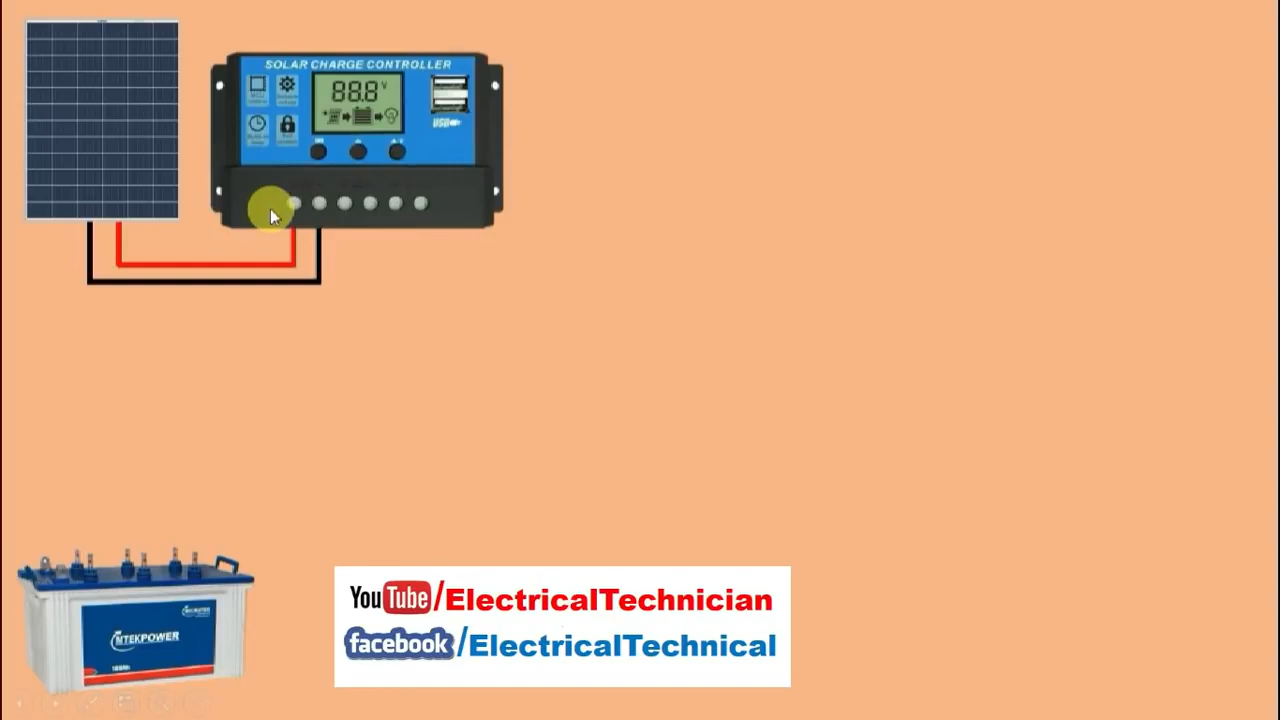 SOLAR CHARGE CONTROLLER
88.8 V
USB
MTEKPOWER
YouTube/ElectricalTechnician
facebook/ElectricalTechnical